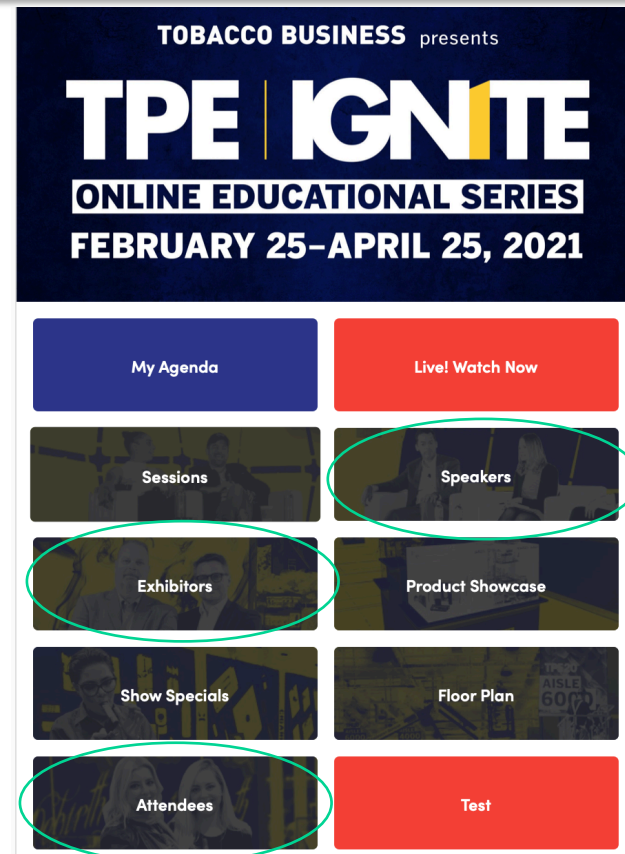 TOBACCO BUSINESS presents
TPE | IGNITE
ONLINE EDUCATIONAL SERIES
FEBRUARY 25–APRIL 25, 2021
My Agenda
Live! Watch Now
Sessions
Speakers
Exhibitors
Product Showcase
Show Specials
Floor Plan
AISLE
Attendees
Test